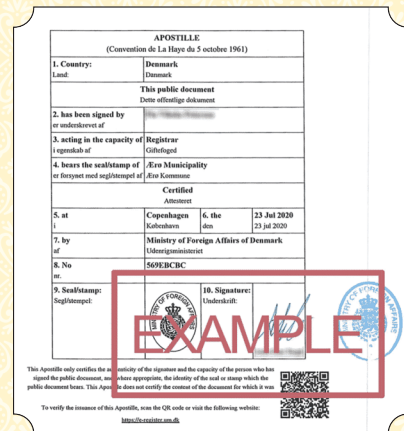 APOSTILLE
(Convention de La Haye du 5 octobre 1961)
1. Country: Denmark
Land: Danmark
This public document
Dette offentlige dokument
2. has been signed by
er underskrevet af
3. acting in the capacity of Registrar
i egenskab af Giftefoged
4. bears the seal/stamp of Ærø Municipality
er forsynet med segl/stempel af Ærø Kommune
Certified
Attesteret
5. at Copenhagen 6. the 23 Jul 2020
i København den 23 jul 2020
7. by Ministry of Foreign Affairs of Denmark
af Udenrigsministeriet
8. No 569EBCBC
nr.
9. Seal/stamp: 10. Signature:
Segl/stempel: Underskrift:
MINISTRY OF FOREIGN AFFAIRS
MINISTRY OF FOREIGN AFFAIRS
EXAMPLE
This Apostille only certifies the authenticity of the signature and the capacity of the person who has
signed the public document, and, where appropriate, the identity of the seal or stamp which the
public document bears. This Apostille does not certify the content of the document for which it was
To verify the issuance of this Apostille, scan the QR code or visit the following website:
https://e-register.um.dk